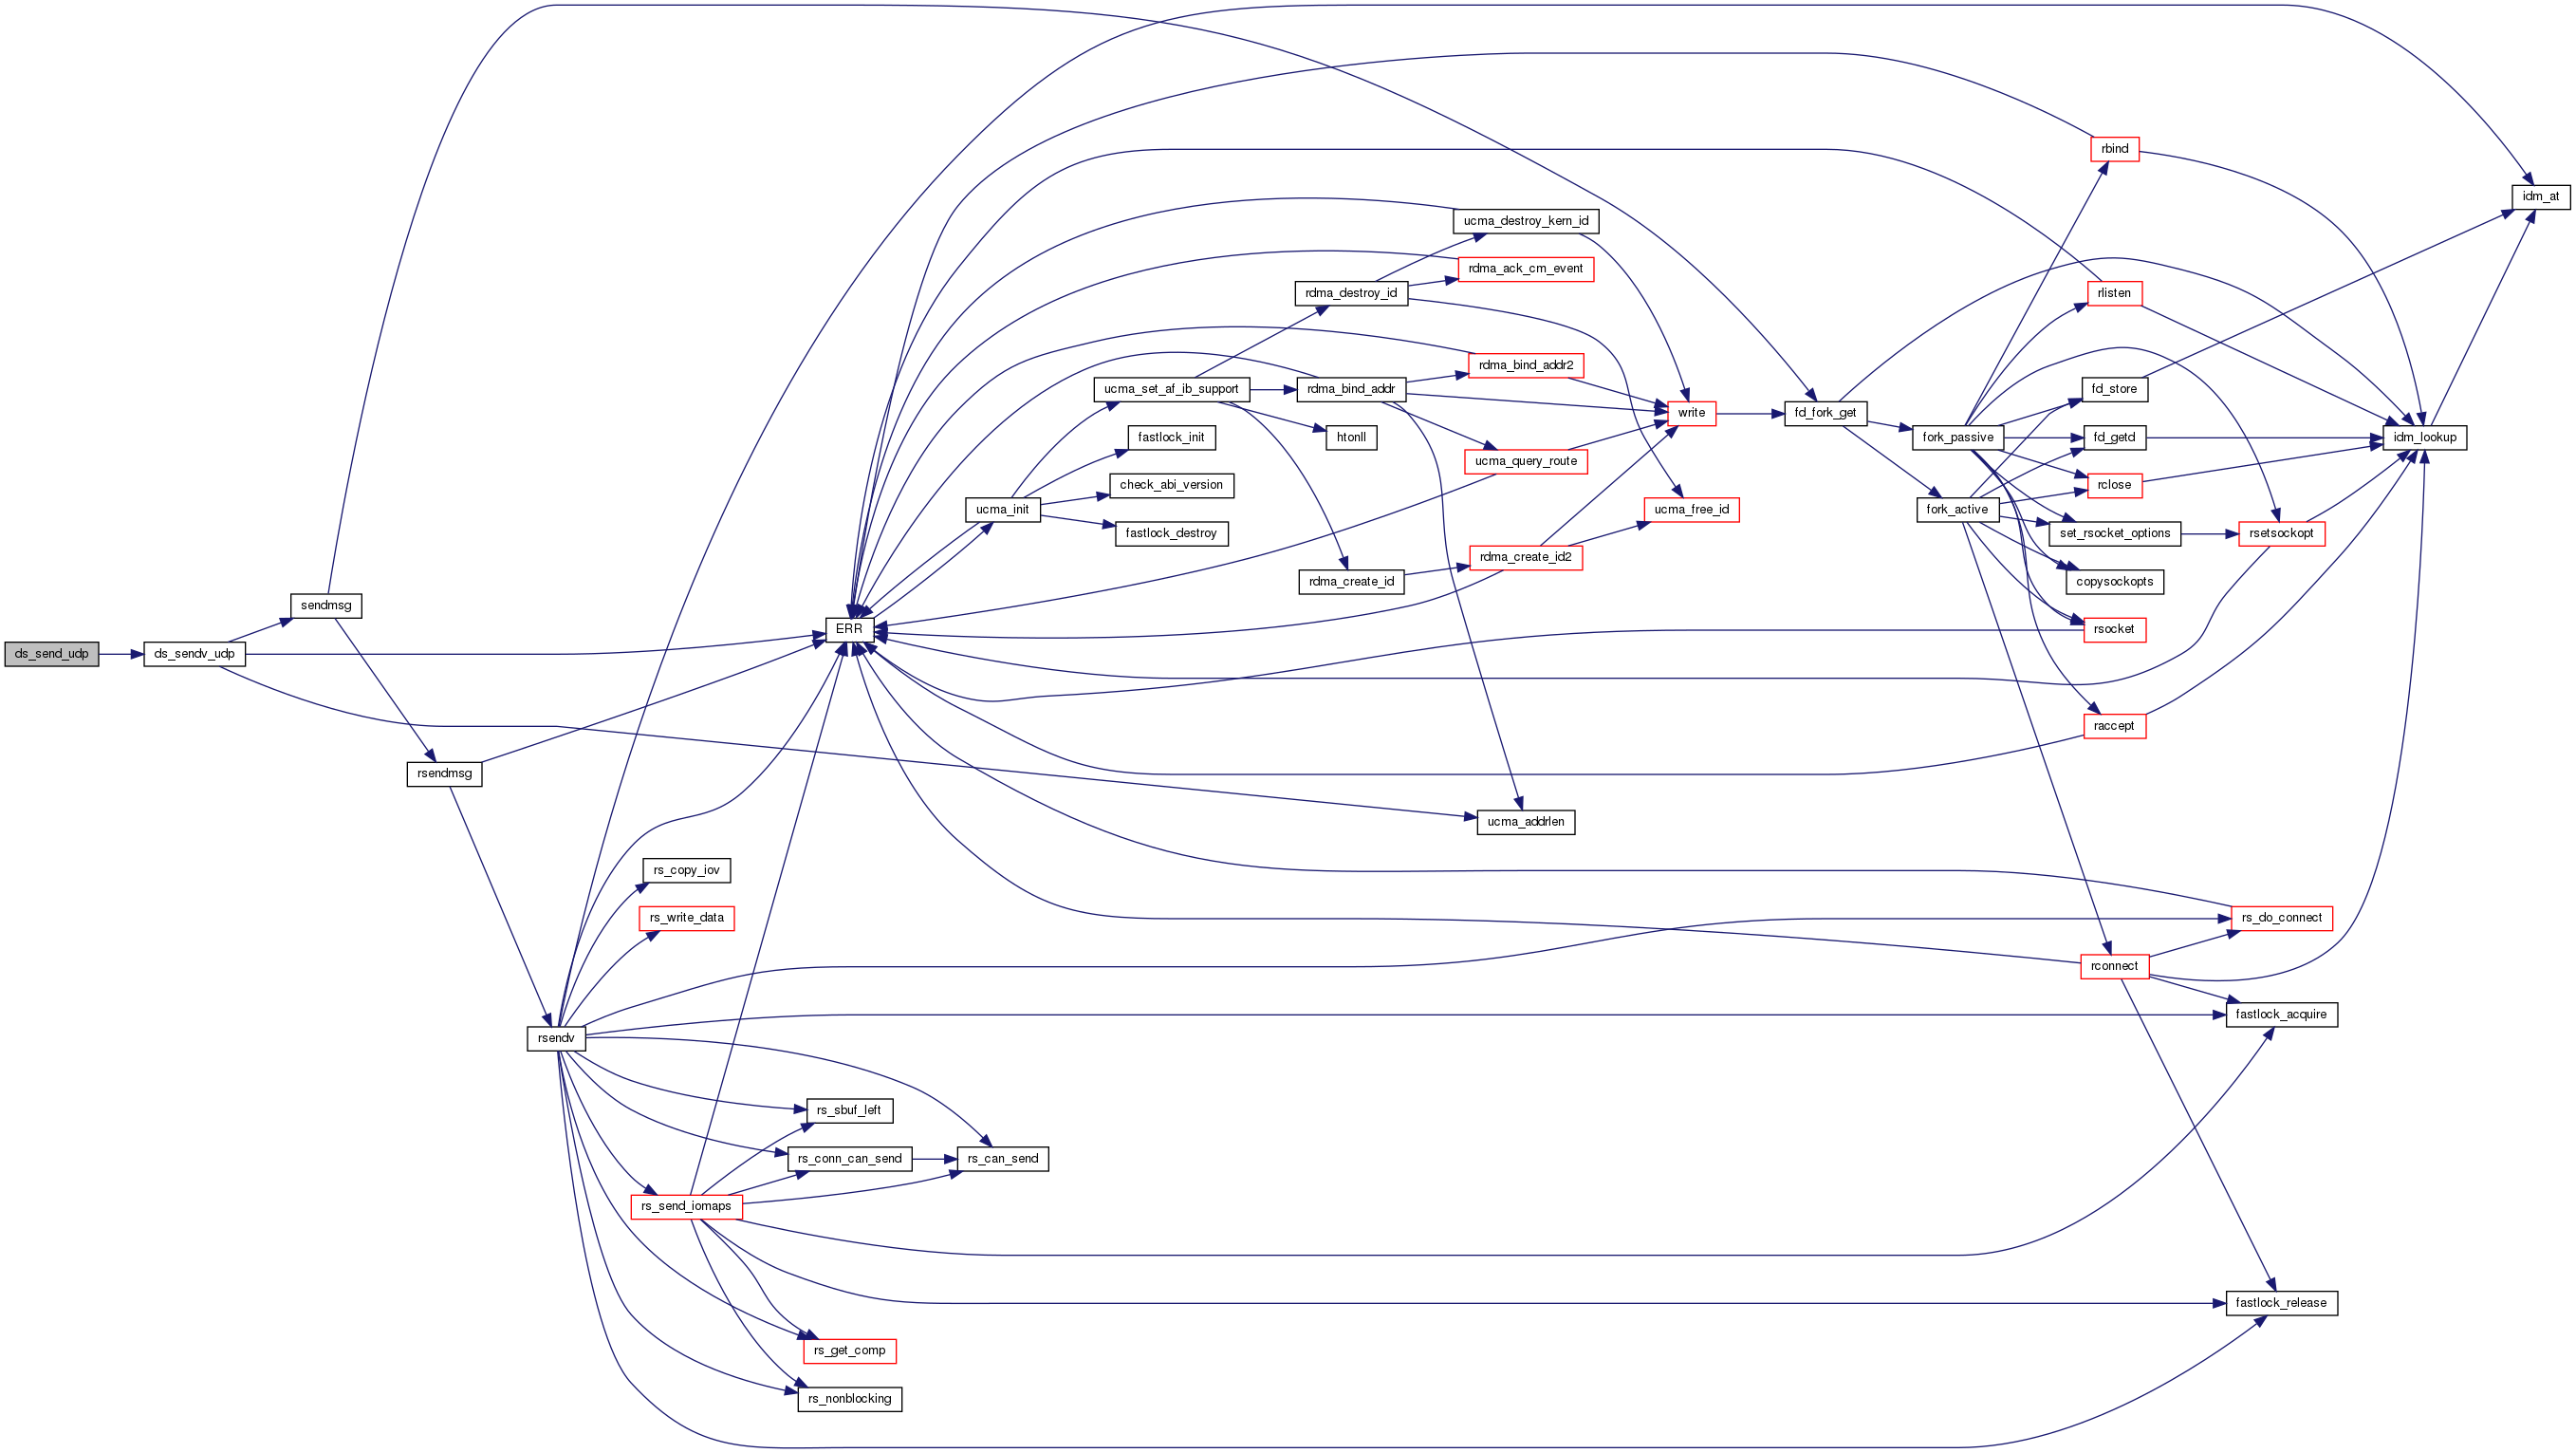 ds_send_udp
ds_sendv_udp
sendmsg
rsendmsg
rsendv
ERR
rs_copy_iov
rs_write_data
rs_sbuf_left
rs_conn_can_send
rs_send_iomaps
rs_can_send
rs_get_comp
rs_nonblocking
ucma_init
ucma_set_af_ib_support
fastlock_init
check_abi_version
fastlock_destroy
rdma_destroy_id
rdma_bind_addr
htonll
rdma_create_id
ucma_destroy_kern_id
rdma_ack_cm_event
rdma_bind_addr2
ucma_query_route
rdma_create_id2
ucma_addrlen
write
ucma_free_id
fd_fork_get
fork_passive
fork_active
rbind
rlisten
fd_store
fd_getd
rclose
set_rsocket_options
copysockopts
rsocket
raccept
rconnect
rsetsockopt
rs_do_connect
fastlock_acquire
fastlock_release
idm_lookup
idm_at